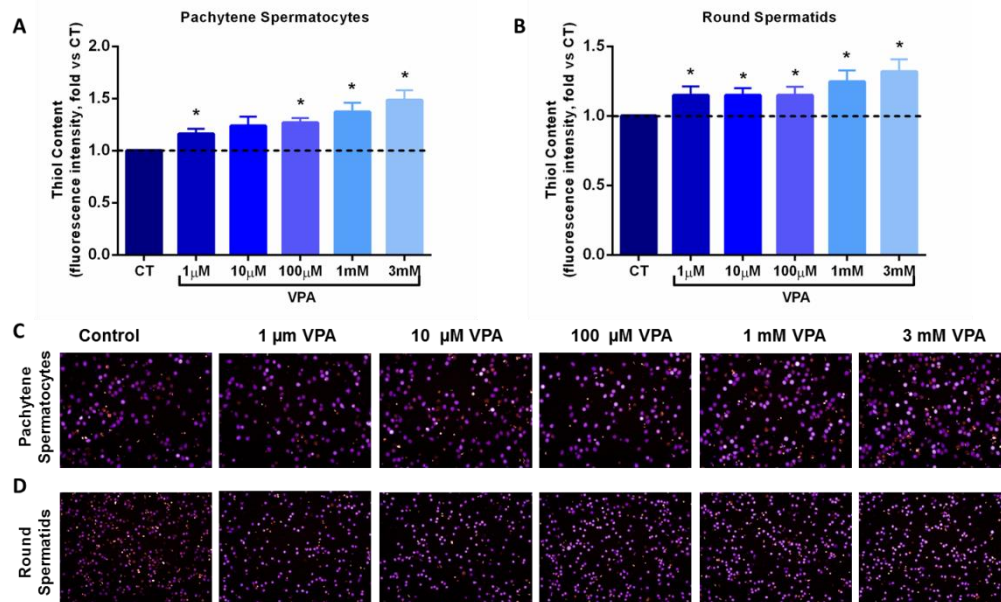 A
Pachytene Spermatocytes
Thiol Content
(fluorescence intensity, fold vs CT)
2.0
1.5
1.0
0.5
0.0
* * * *
CT 1μM 10μM 100μM 1mM 3mM
VPA
B
Round Spermatids
Thiol Content
(fluorescence intensity, fold vs CT)
1.5
1.0
0.5
0.0
* * * * *
CT 1μM 10μM 100μM 1mM 3mM
VPA
C
Control 1 µm VPA 10 µM VPA 100 µM VPA 1 mM VPA 3 mM VPA
Pachytene
Spermatocytes
D
Round
Spermatids